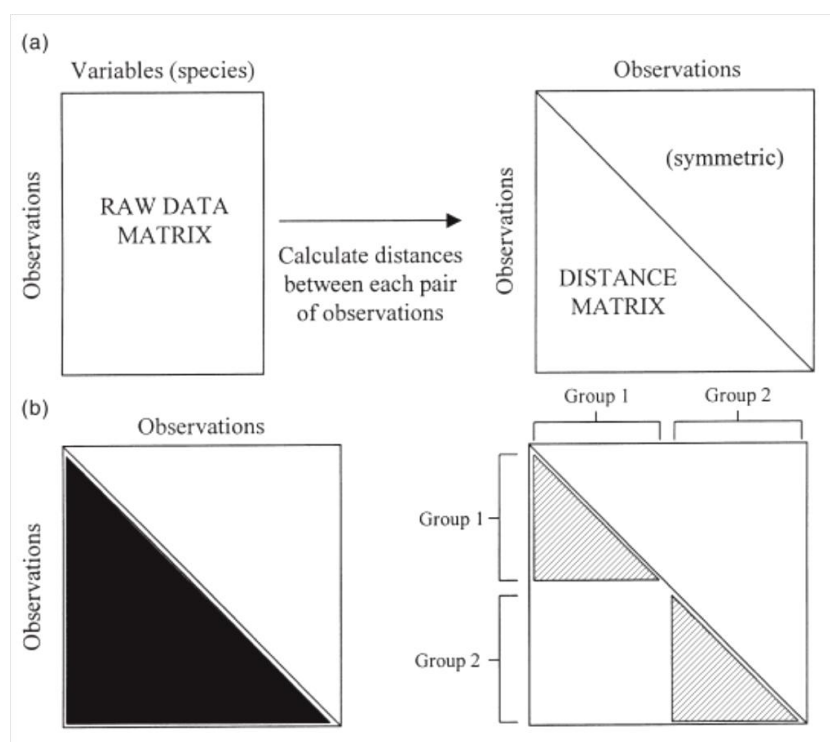 (a)
Variables (species)
Observations
RAW DATA
MATRIX
Calculate distances
between each pair
of observations
Observations
Observations
(symmetric)
DISTANCE
MATRIX
(b)
Observations
Observations
Group 1
Group 2
Group 1
Group 2